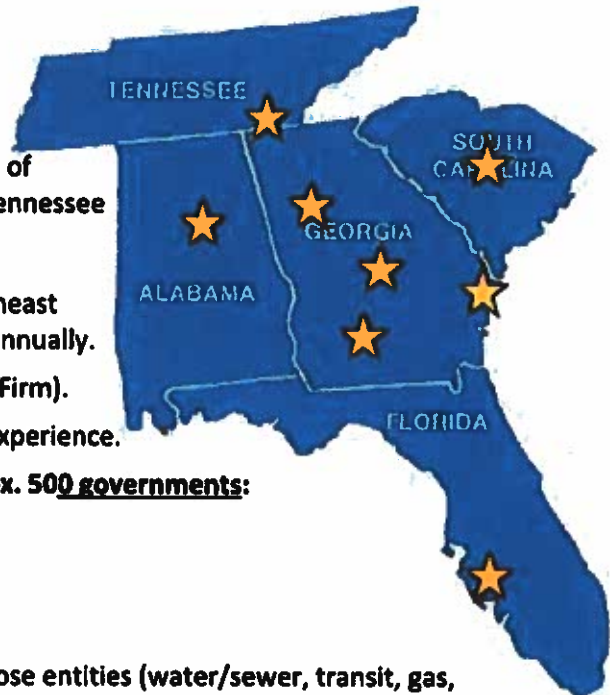 TENNESSEE
of
SOUTH
CAROLINA
ennessee
GEORGIA
ALABAMA
heast
nnually.
Firm).
FLORIDA
xperience.
x. 500 governments:
ose entities (water/sewer, transit, gas,